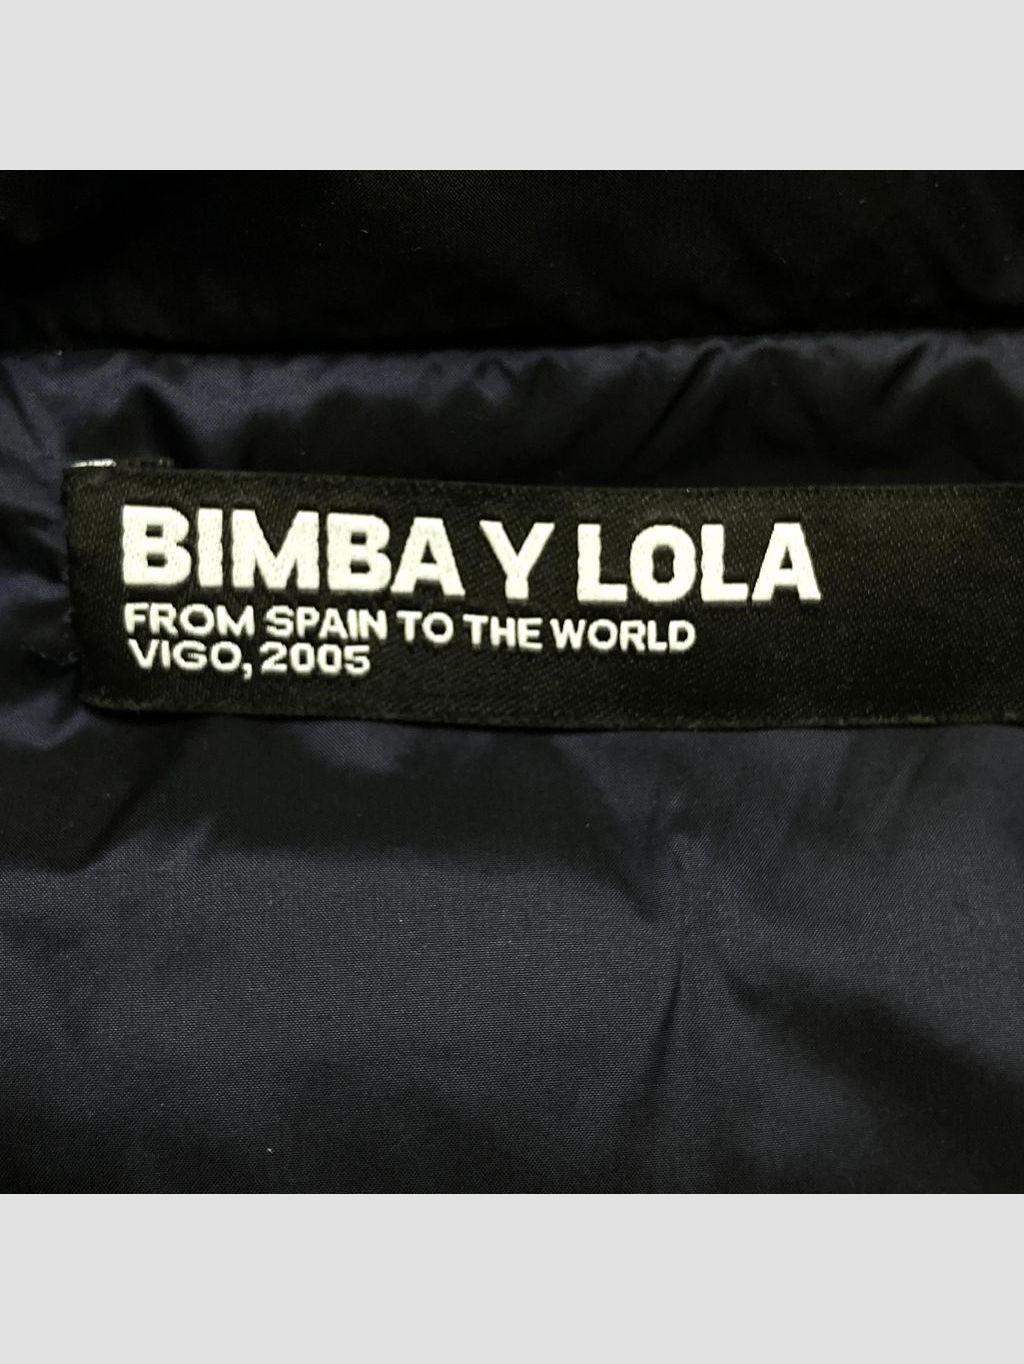 BIMBA Y LOLA
FROM SPAIN TO THE WORLD
VIGO, 2005